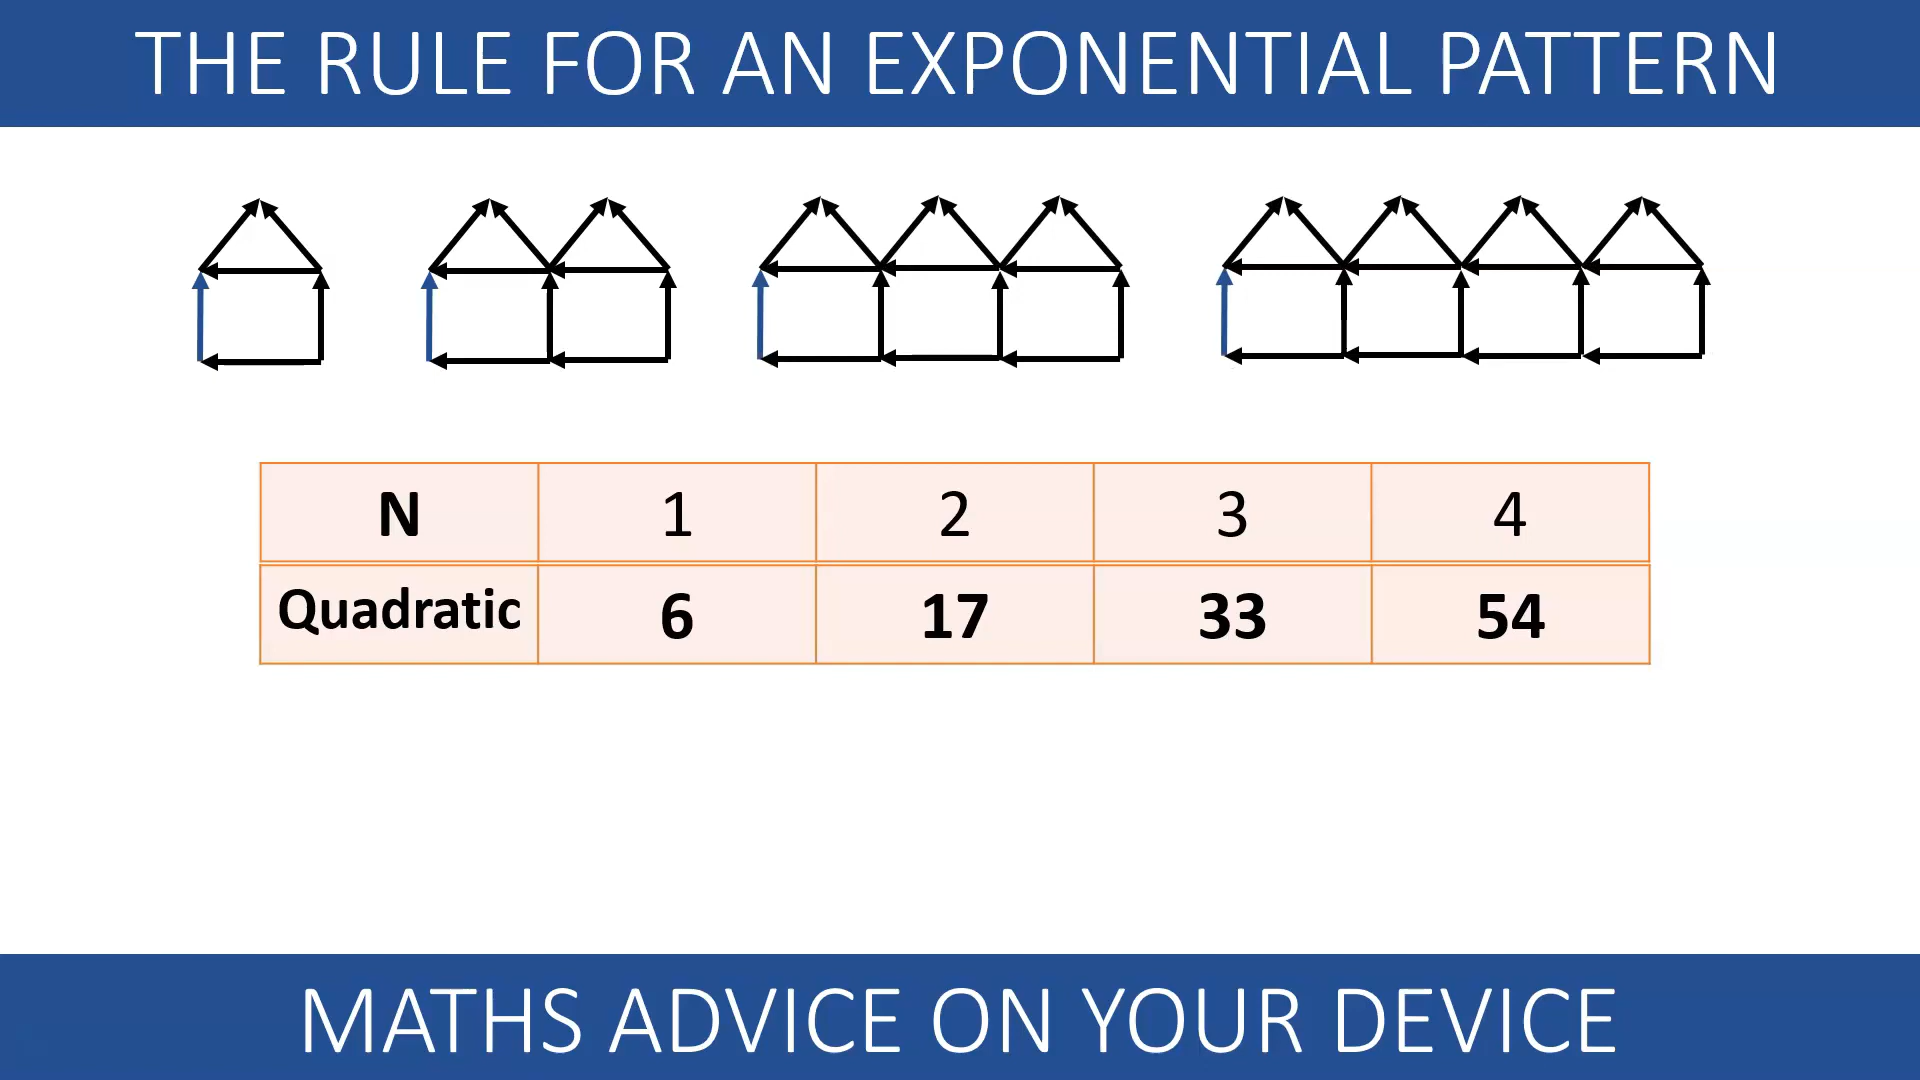 THE RULE FOR AN EXPONENTIAL PATTERN
N 1 2 3 4
Quadratic 6 17 33 54
MATHS ADVICE ON YOUR DEVICE